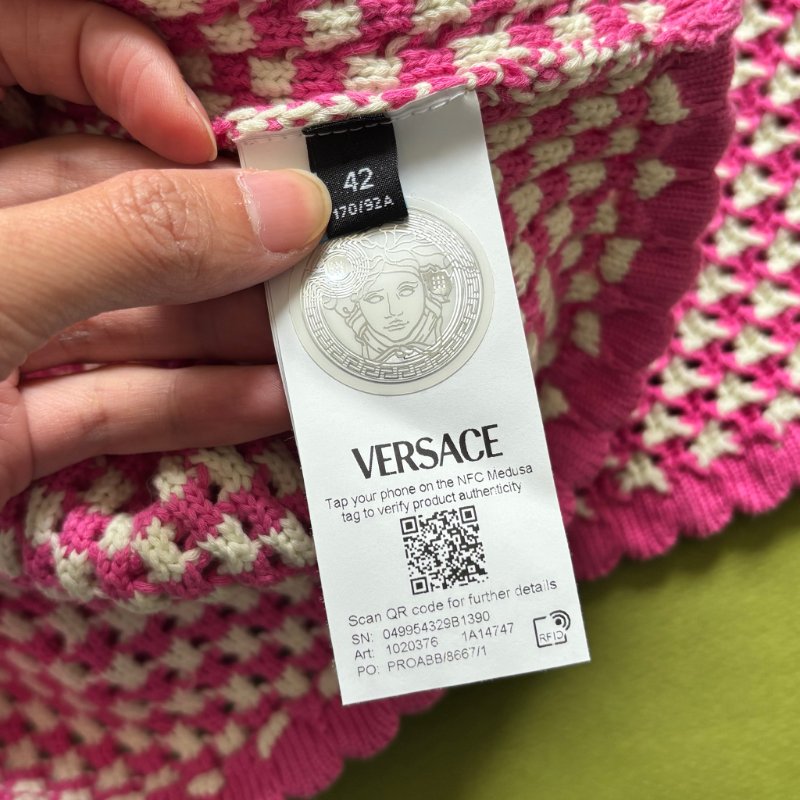 42
170/92A
VERSACE
Tap your phone on the NFC Medusa
tag to verify product authenticity
Scan QR code for further details
SN: 049954329B1390
Art: 1020376 1A14747
PO: PROABB/8667/1
RFID